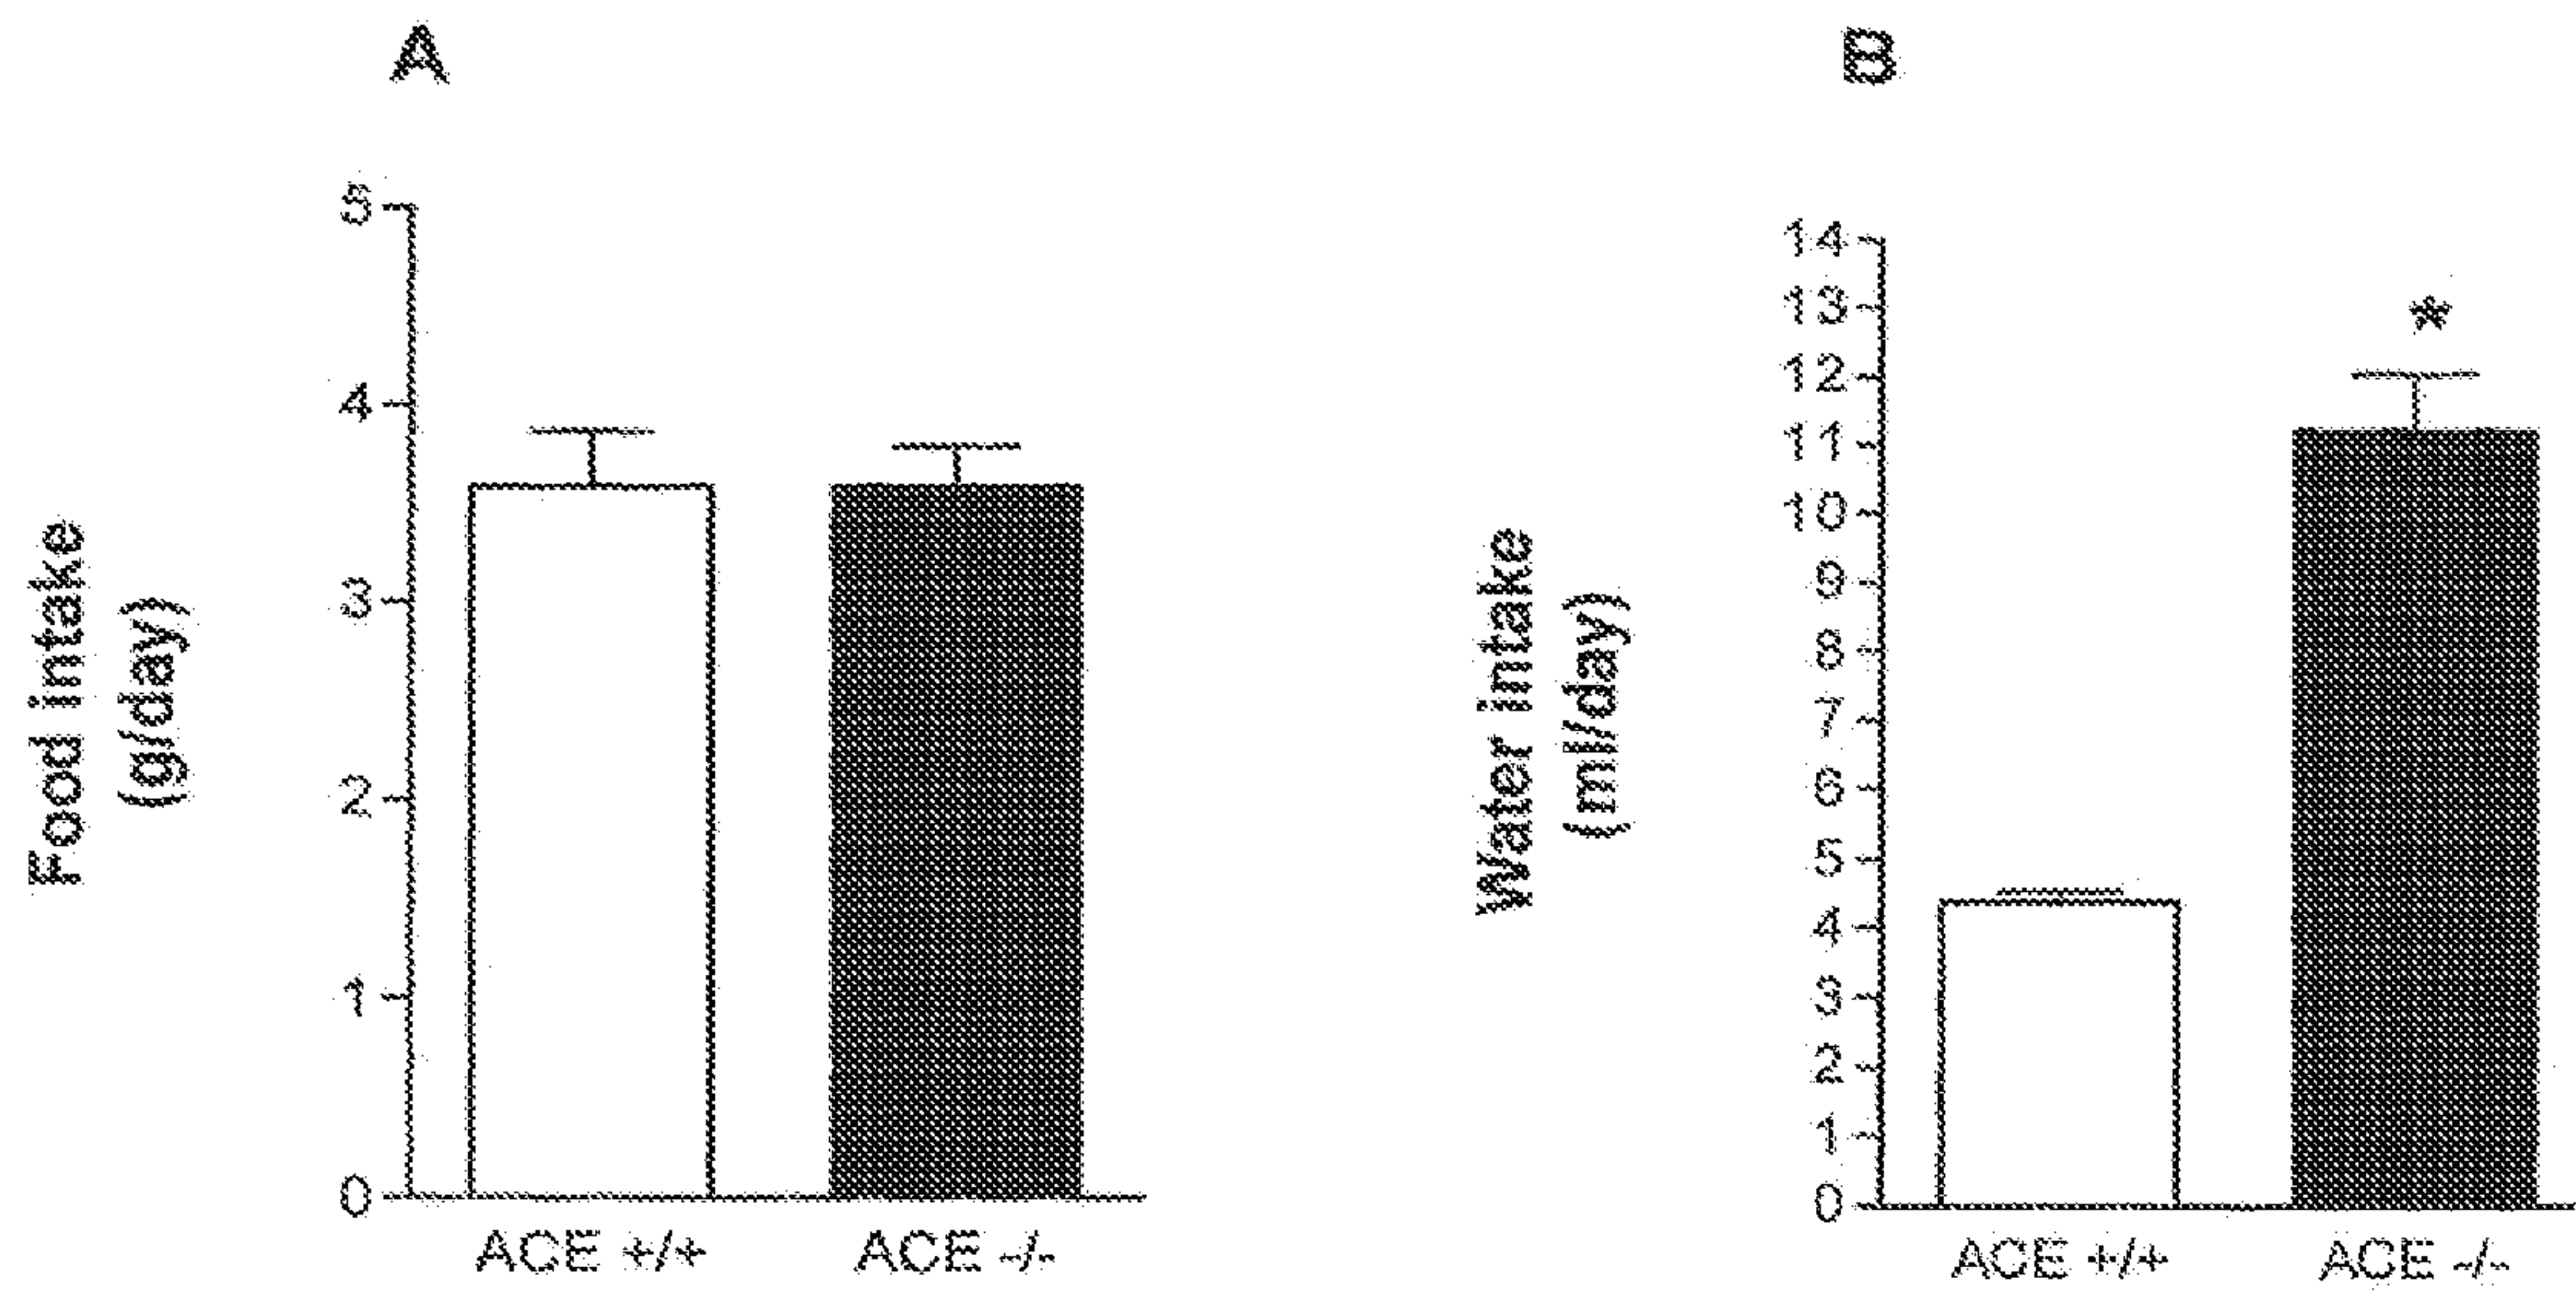 A
5
4
3
2
1
0
Food intake
(g/day)
ACE +/+
ACE -/-
B
14
13
12
11
10
9
8
7
6
5
4
3
2
1
0
Water intake
(ml/day)
*
ACE +/+
ACE -/-